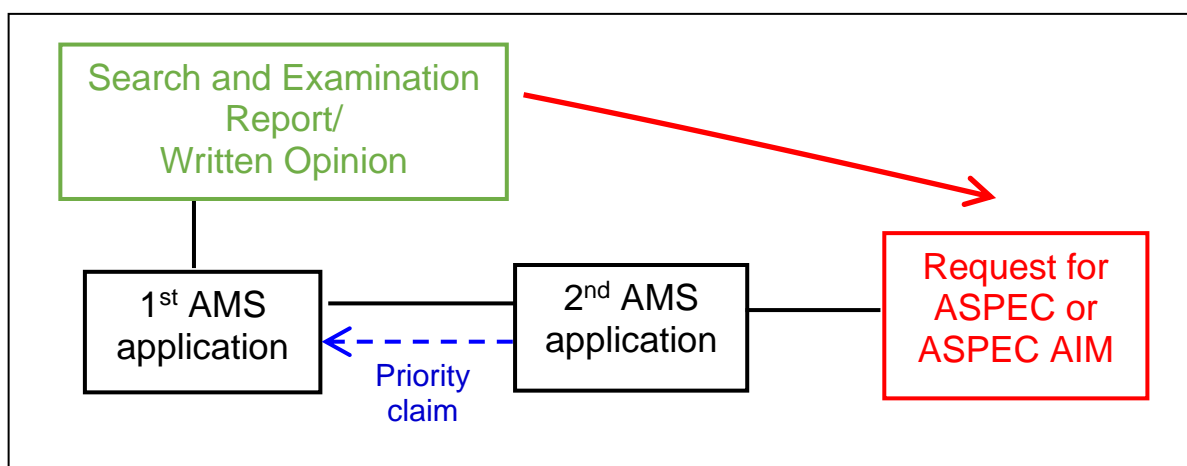 Search and Examination
Report/
Written Opinion
1st AMS
application
2nd AMS
application
Request for
ASPEC or
ASPEC AIM
Priority
claim